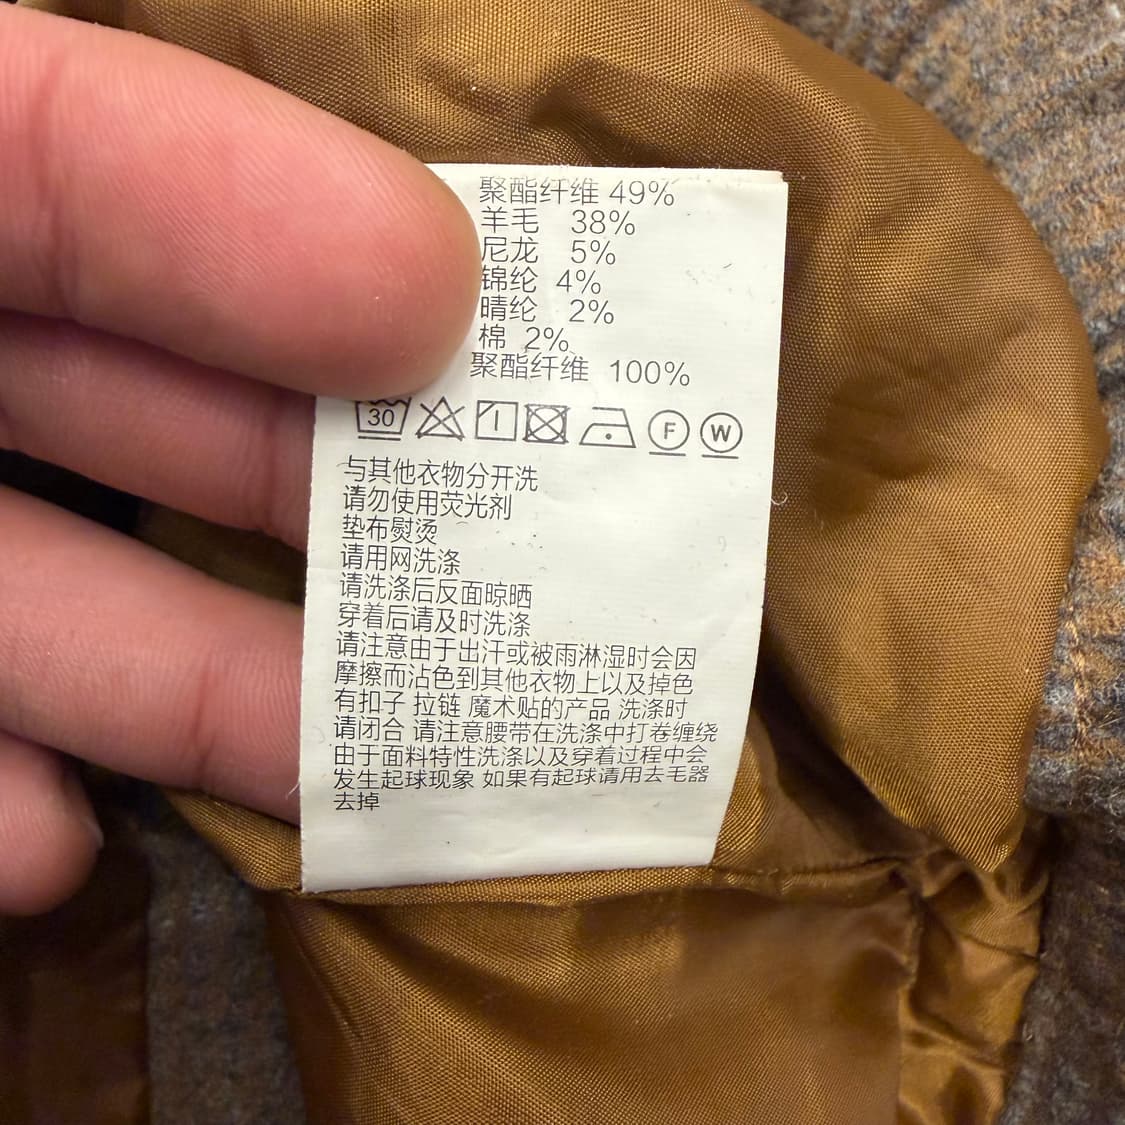 聚酯纤维 49%
羊毛 38%
尼龙 5%
锦纶 4%
晴纶 2%
棉 2%
聚酯纤维 100%
30
F
W
与其他衣物分开洗
请勿使用荧光剂
垫布熨烫
请用网洗涤
请洗涤后反面晾晒
穿着后请及时洗涤
请注意由于出汗或被雨淋湿时会因
摩擦而沾色到其他衣物上以及掉色
有扣子 拉链 魔术贴的产品 洗涤时
请闭合 请注意腰带在洗涤中打卷缠绕
由于面料特性洗涤以及穿着过程中会
发生起球现象 如果有起球请用去毛器
去掉